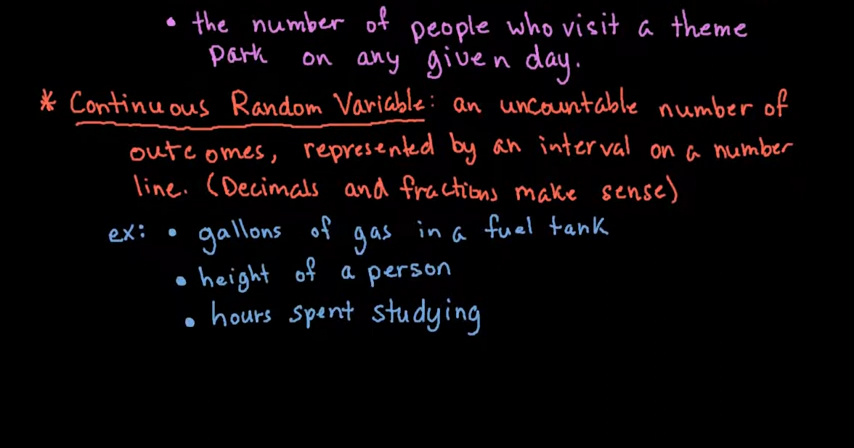 • the number of people who visit a theme
park on any given day.
* Continuous Random Variable: an uncountable number of
outcomes, represented by an interval on a number
line. (Decimals and fractions make sense)
ex: • gallons of gas in a fuel tank
• height of a person
• hours spent studying